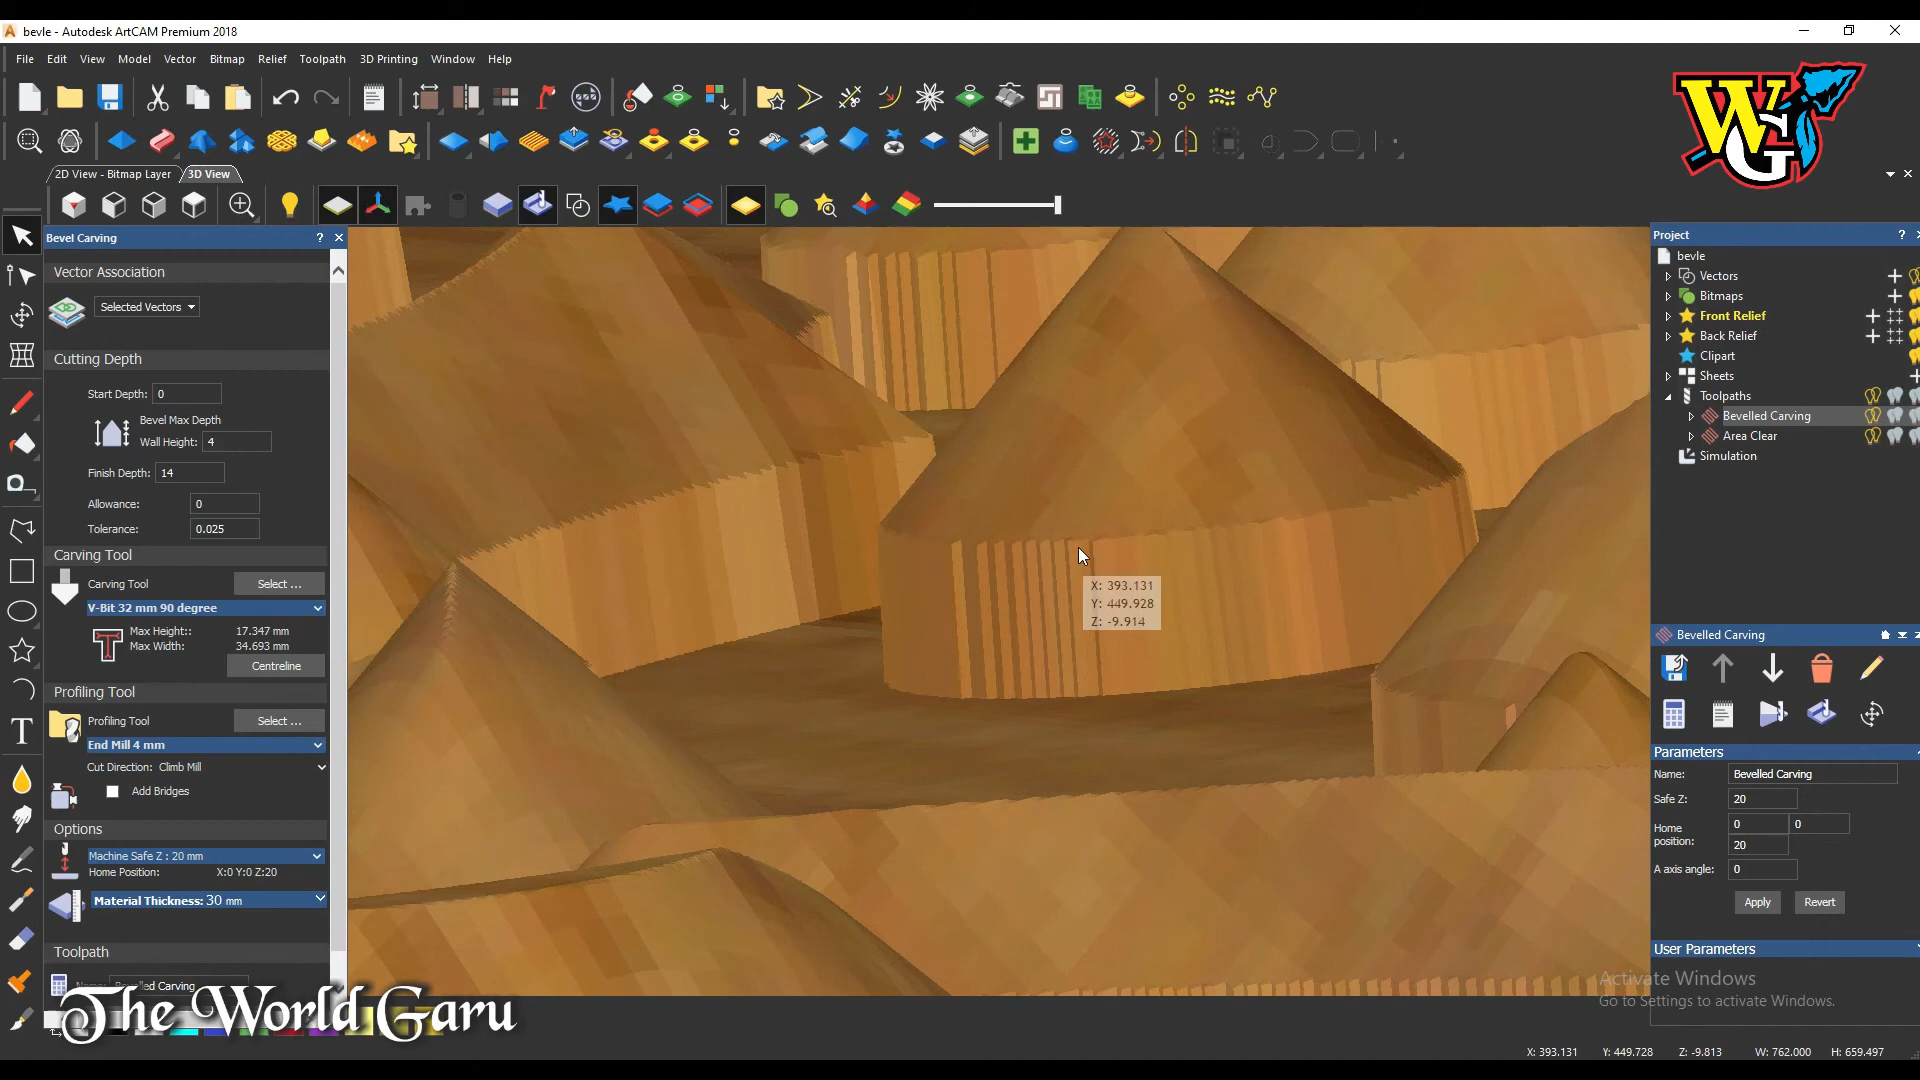 bevle - Autodesk ArtCAM Premium 2018
File Edit View Model Vector Bitmap Relief Toolpath 3D Printing Window Help
WG
2D View - Bitmap Layer 3D View
Bevel Carving ?
Vector Association
Selected Vectors
Cutting Depth
Start Depth: 0
Bevel Max Depth
Wall Height: 4
Finish Depth: 14
Allowance: 0
Tolerance: 0.025
Carving Tool
Carving Tool Select ...
V-Bit 32 mm 90 degree
Max Height:: 17.347 mm
Max Width: 34.693 mm
Centreline
Profiling Tool
Profiling Tool Select ...
End Mill 4 mm
Cut Direction: Climb Mill
Add Bridges
Options
Machine Safe Z : 20 mm
Home Position: X:0 Y:0 Z:20
Material Thickness: 30 mm
Toolpath
The World Garu
X: 393.131
Y: 449.928
Z: -9.914
Project ?
bevle
Vectors
Bitmaps
Front Relief
Back Relief
Clipart
Sheets
Toolpaths
Bevelled Carving
Area Clear
Simulation
Bevelled Carving
Parameters
Name: Bevelled Carving
Safe Z: 20
Home position: 0 0
20
A axis angle: 0
Apply Revert
User Parameters
Activate Windows
Go to Settings to activate Windows.
X: 393.131 Y: 449.728 Z: -9.813 W: 762.000 H: 659.497